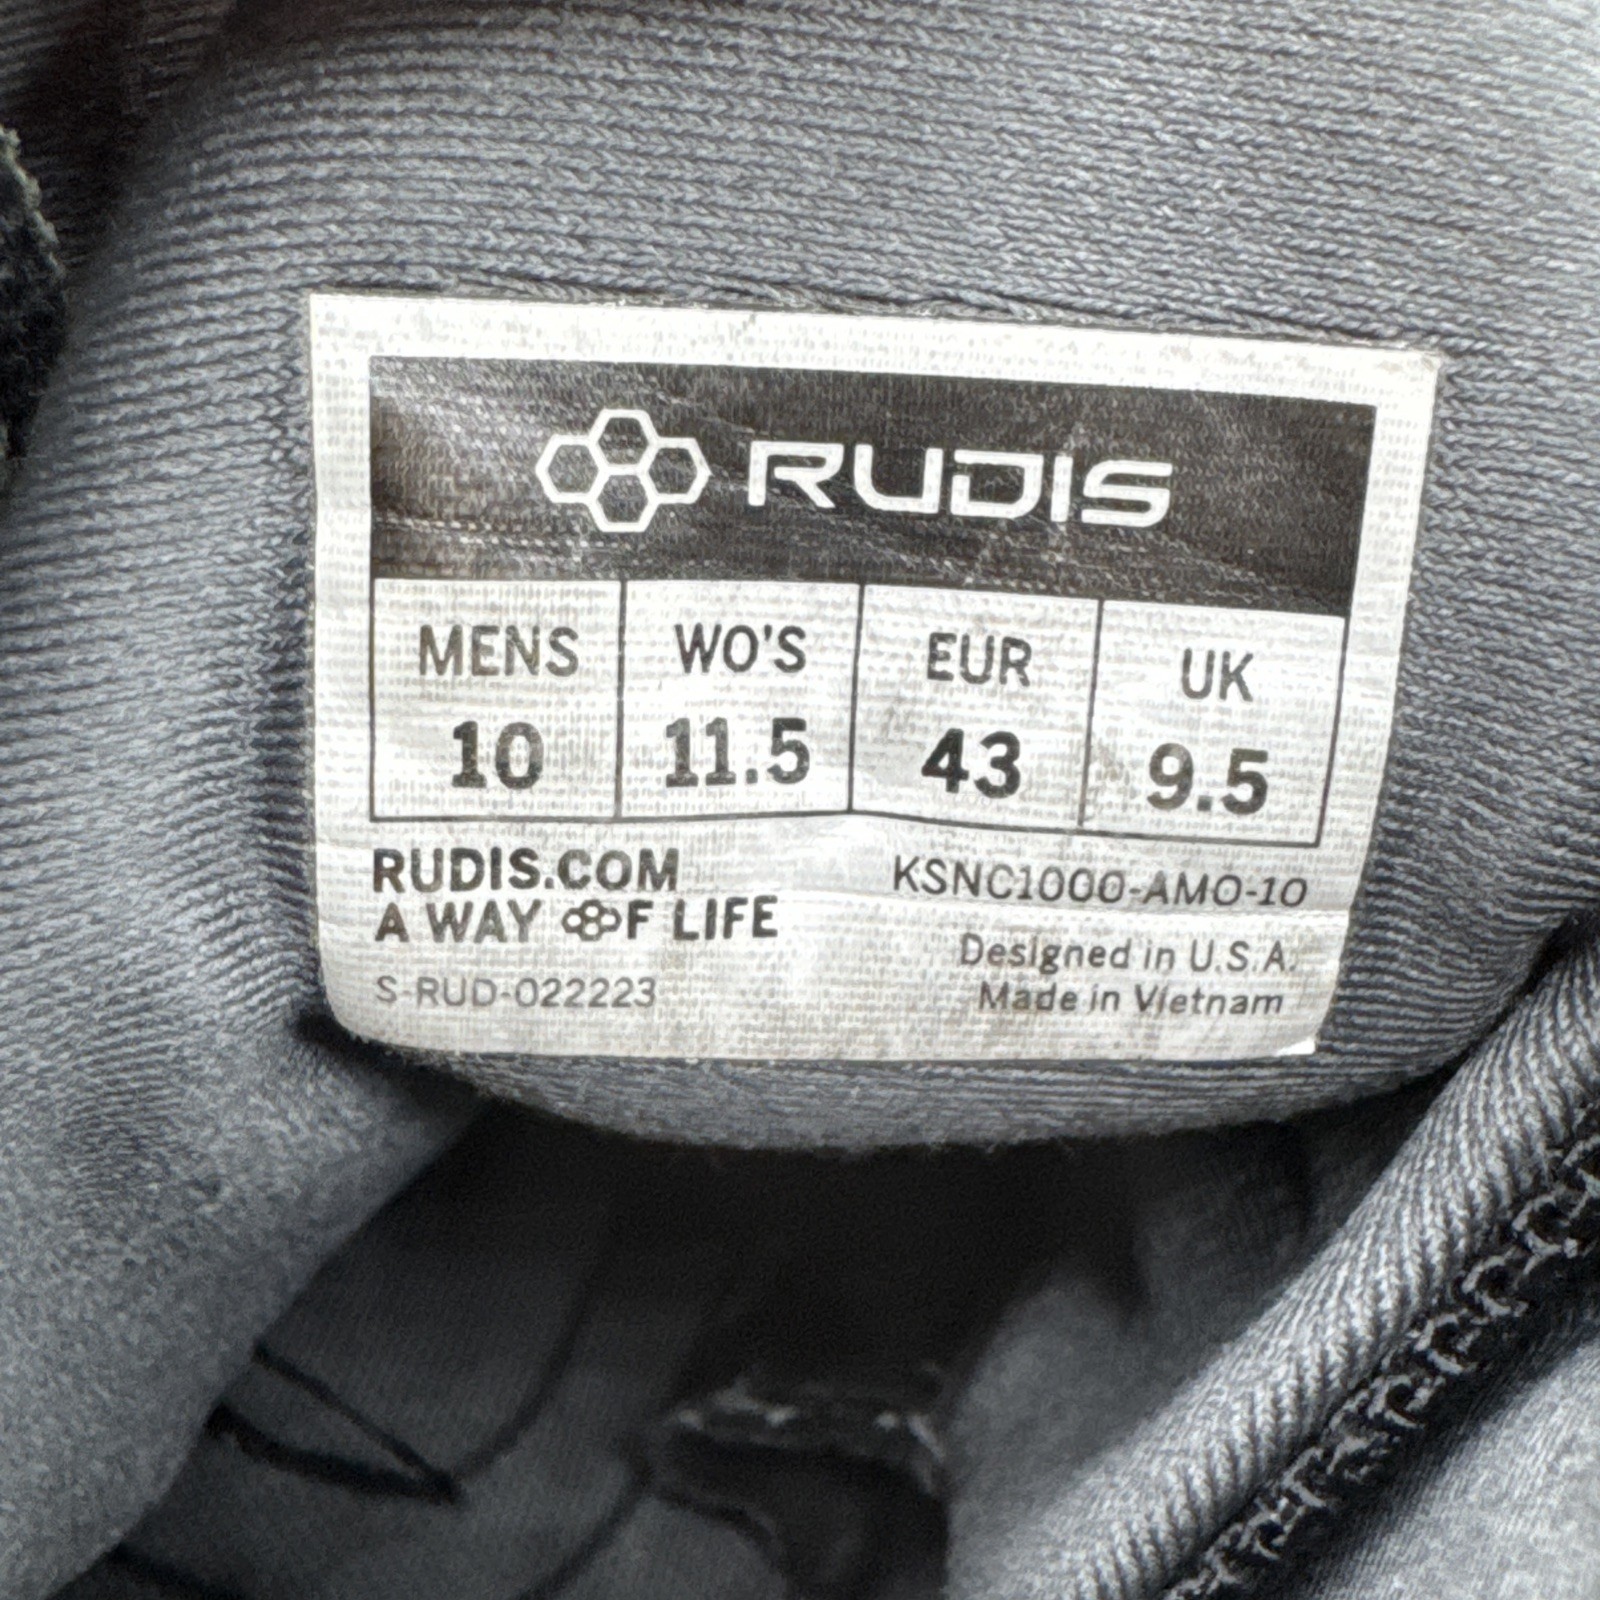 RUDIS
MENS WO'S EUR UK
10 11.5 43 9.5
RUDIS.COM
A WAY OF LIFE
S-RUD-022223
KSNC1000-AMO-10
Designed in U.S.A.
Made in Vietnam